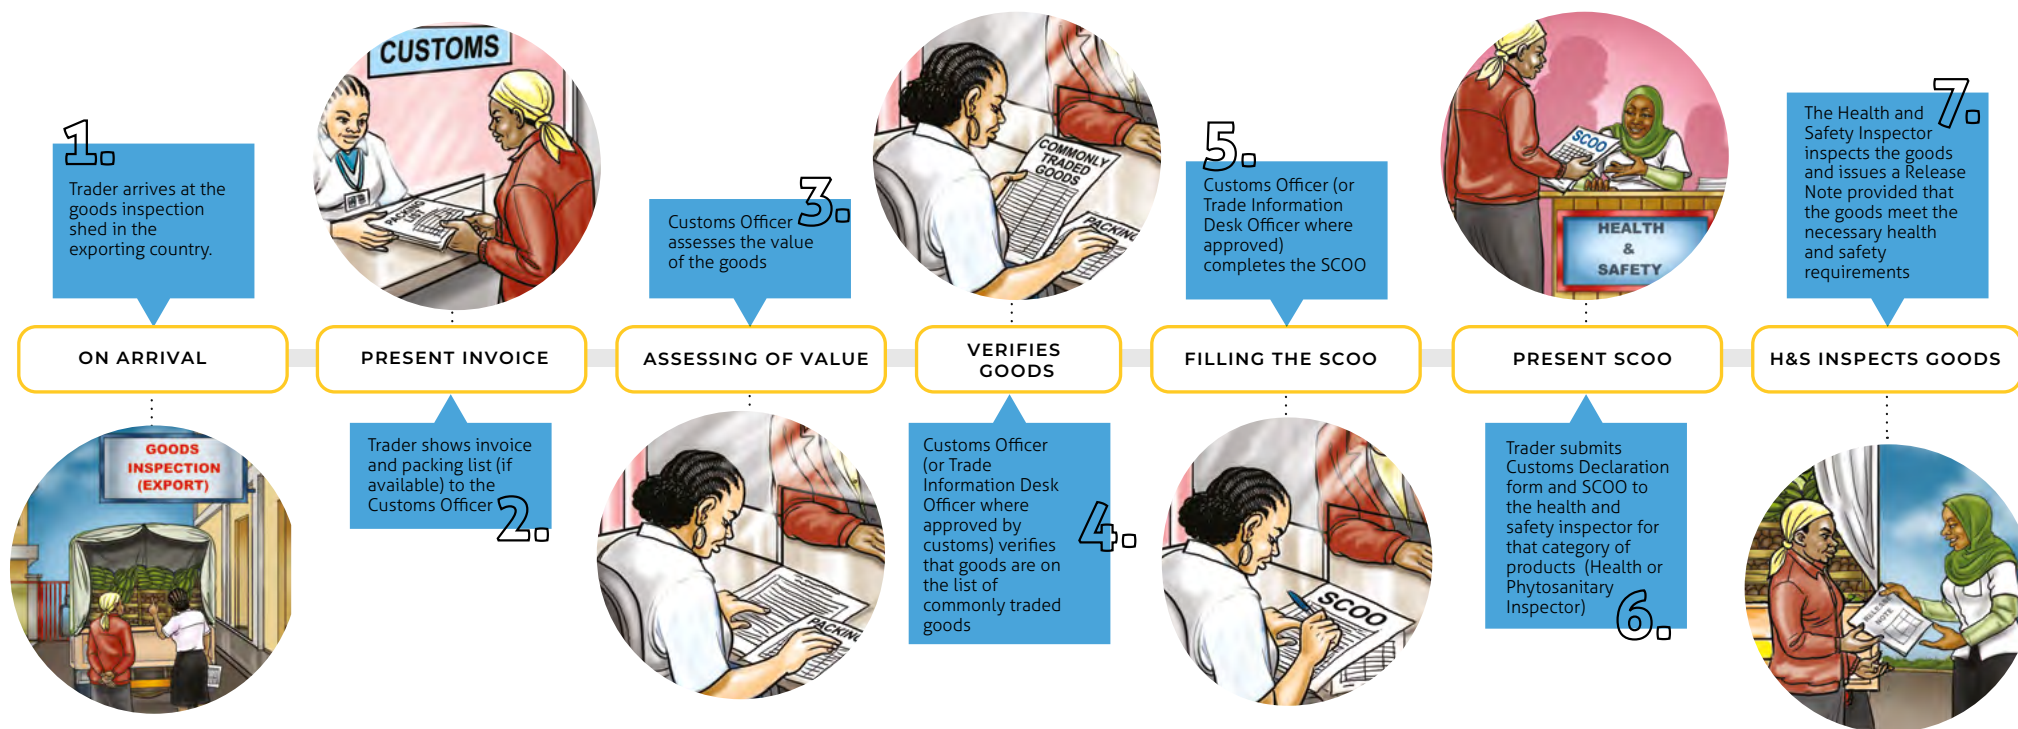 1.
Trader arrives at the
goods inspection
shed in the
exporting country.
ON ARRIVAL
GOODS
INSPECTION
(EXPORT)
CUSTOMS
PACKING
LIST
PRESENT INVOICE
Trader shows invoice
and packing list (if
available) to the
Customs Officer
2.
3.
Customs Officer
assesses the value
of the goods
ASSESSING OF VALUE
PACKING
COMMONLY
TRADED
GOODS
PACKING
VERIFIES
GOODS
Customs Officer
(or Trade
Information Desk
Officer where
approved by
customs) verifies
that goods are on
the list of
commonly traded
goods
4.
5.
Customs Officer (or
Trade Information
Desk Officer where
approved)
completes the SCOO
FILLING THE SCOO
SCOO
SCOO
HEALTH
&
SAFETY
PRESENT SCOO
Trader submits
Customs Declaration
form and SCOO to
the health and
safety inspector for
that category of
products (Health or
Phytosanitary
Inspector)
6.
7.
The Health and
Safety Inspector
inspects the goods
and issues a Release
Note provided that
the goods meet the
necessary health
and safety
requirements
H&S INSPECTS GOODS
NOTE